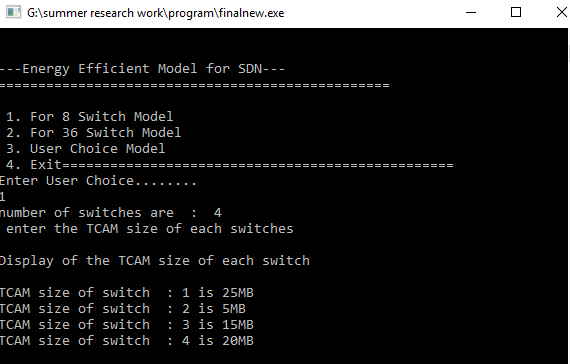 G:\summer research work\program\finalnew.exe
---Energy Efficient Model for SDN---
=================================================
1. For 8 Switch Model
2. For 36 Switch Model
3. User Choice Model
4. Exit=================================================
Enter User Choice........
1
number of switches are  :  4
enter the TCAM size of each switches
Display of the TCAM size of each switch
TCAM size of switch  : 1 is 25MB
TCAM size of switch  : 2 is 5MB
TCAM size of switch  : 3 is 15MB
TCAM size of switch  : 4 is 20MB